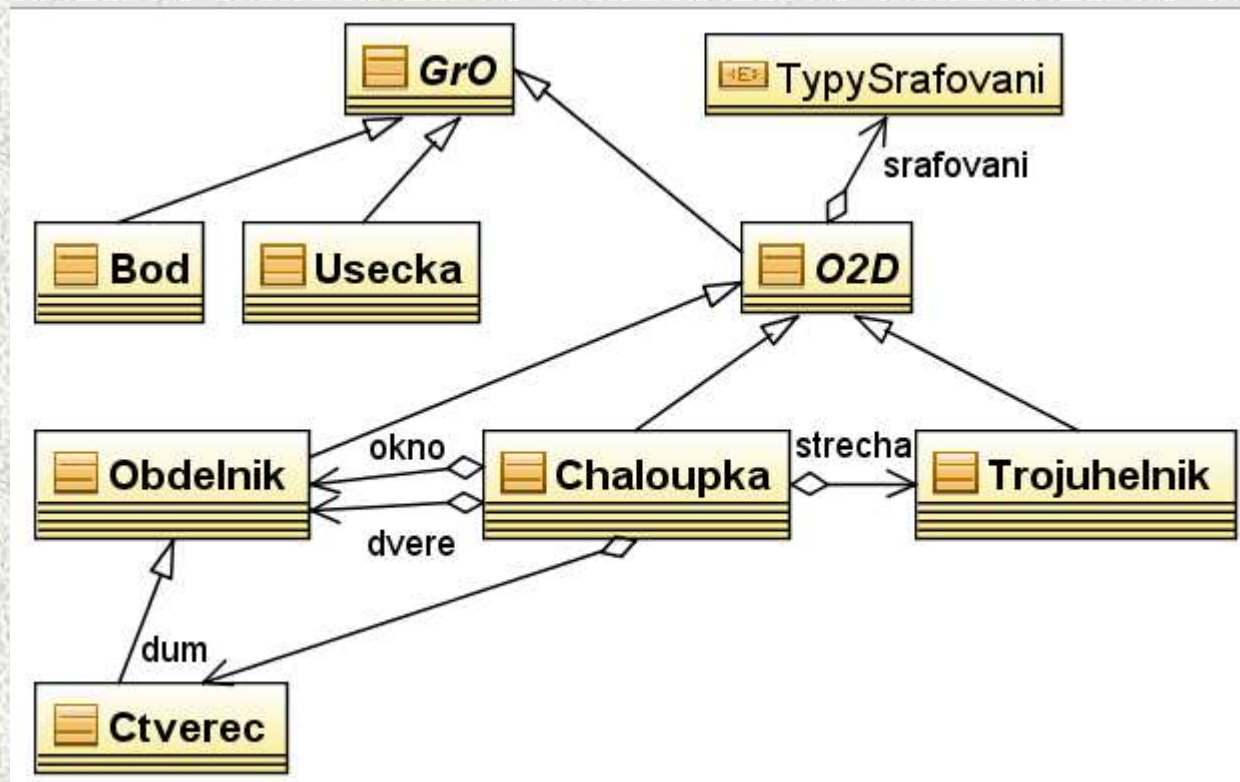 GrO
<E> TypySrafovani
srafovani
Bod
Usecka
O2D
okno
strecha
Obdelnik
Chaloupka
Trojuhelnik
dvere
dum
Ctverec